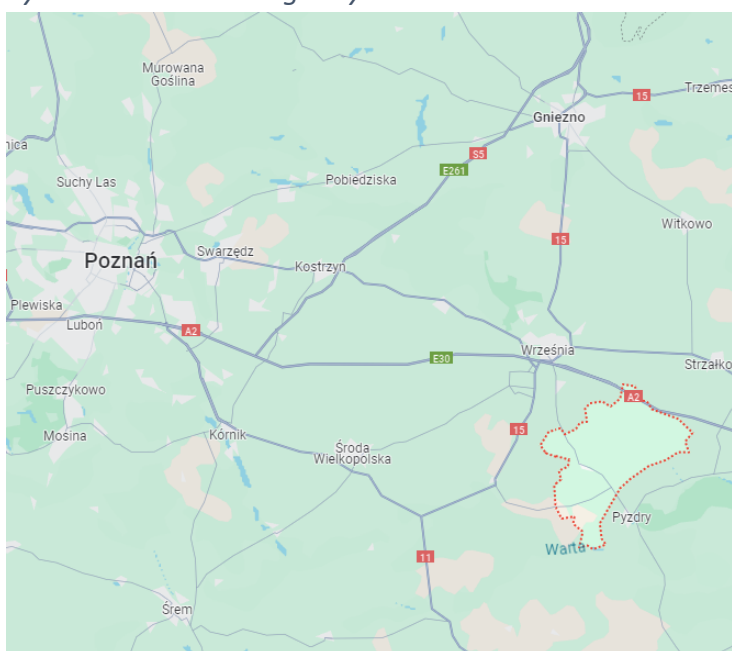 Murowana
Goślina
15
Trzemes
Gniezno
nica
S5
E261
Suchy Las
Pobiedziska
Witkowo
15
Swarzędz
Poznań
Kostrzyn
Plewiska
Luboń
A2
Września
E30
Strzałko
Puszczykowo
A2
15
Mosina
Kórnik
Środa
Wielkopolska
Pyzdry
Warta
11
Śrem